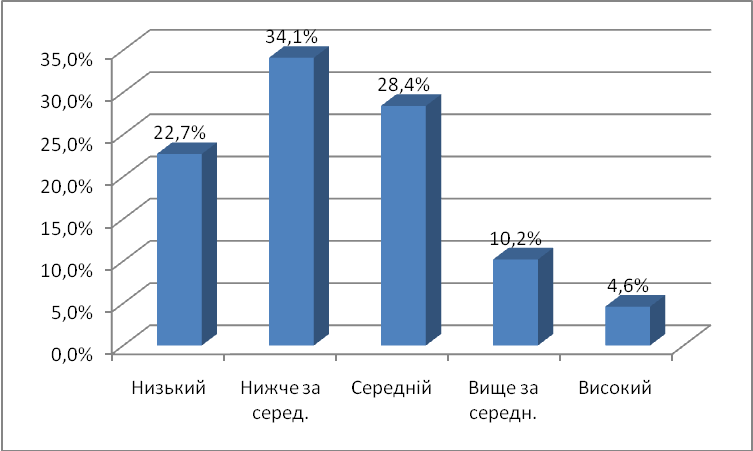 35,0%
30,0%
25,0%
20,0%
15,0%
10,0%
5,0%
0,0%
22,7%
34,1%
28,4%
10,2%
4,6%
Низький
Нижче за
серед.
Середній
Вище за
середн.
Високий